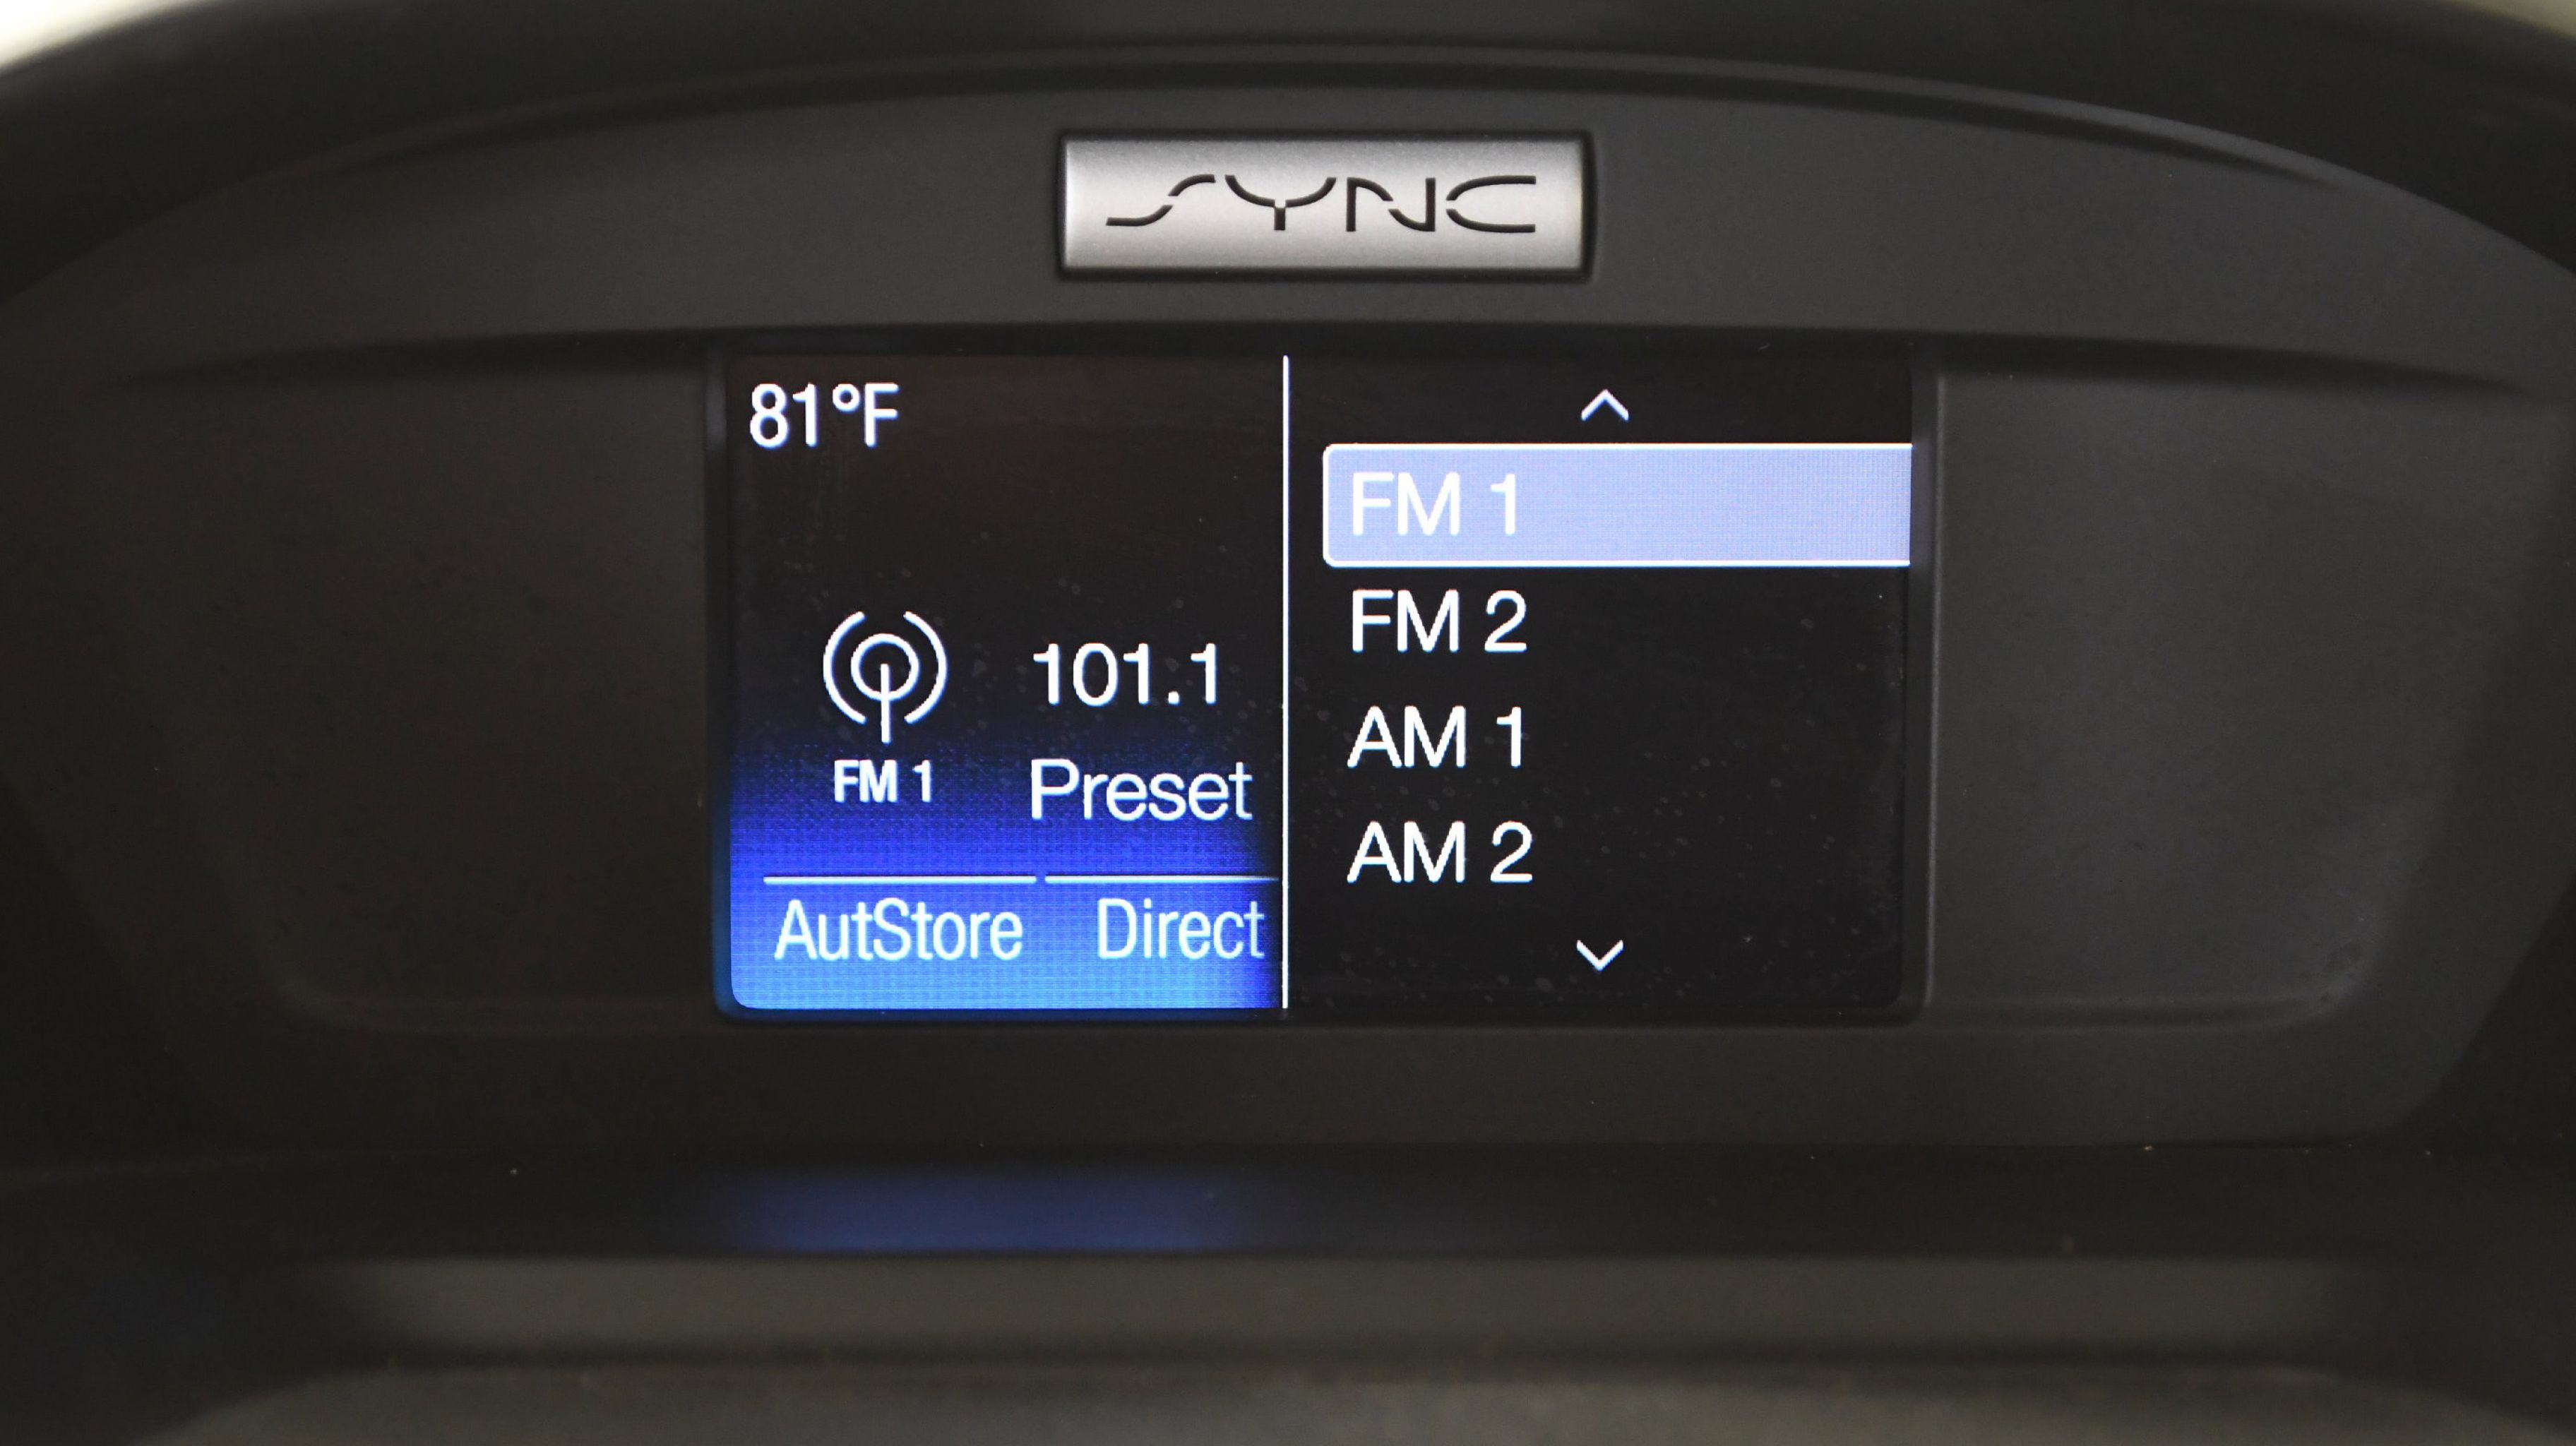 SYNC
81°F
101.1
FM 1
Preset
AutStore
Direct
FM 1
FM 2
AM 1
AM 2